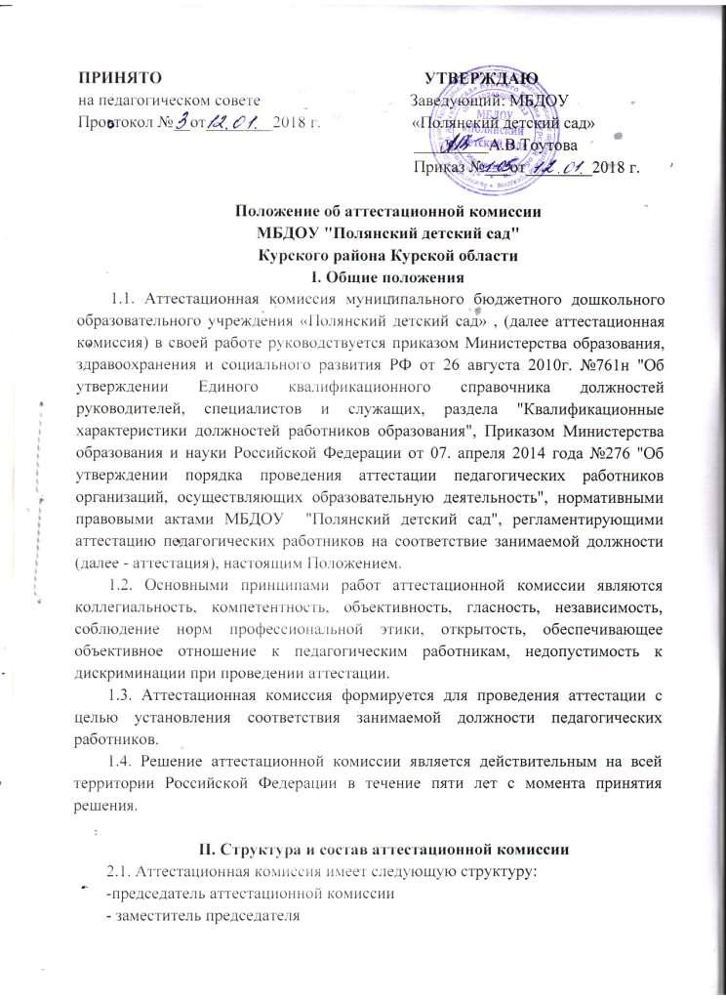 ПРИНЯТО
на педагогическом совете
Протокол № 3 от 12.01. 2018 г.
УТВЕРЖДАЮ
Заведующий: МБДОУ
«Полянский детский сад»
А.В.Тоутова
Приказ №1-05 от 12.01. 2018 г.
МБДОУ
«ПОЛЯНСКИЙ
ДЕТСКИЙ САД»
Положение об аттестационной комиссии
МБДОУ "Полянский детский сад"
Курского района Курской области
I. Общие положения
1.1. Аттестационная комиссия муниципального бюджетного дошкольного
образовательного учреждения «Полянский детский сад» , (далее аттестационная
комиссия) в своей работе руководствуется приказом Министерства образования,
здравоохранения и социального развития РФ от 26 августа 2010г. №761н "Об
утверждении Единого квалификационного справочника должностей
руководителей, специалистов и служащих, раздела "Квалификационные
характеристики должностей работников образования", Приказом Министерства
образования и науки Российской Федерации от 07. апреля 2014 года №276 "Об
утверждении порядка проведения аттестации педагогических работников
организаций, осуществляющих образовательную деятельность", нормативными
правовыми актами МБДОУ "Полянский детский сад", регламентирующими
аттестацию педагогических работников на соответствие занимаемой должности
(далее - аттестация), настоящим Положением.
1.2. Основными принципами работ аттестационной комиссии являются
коллегиальность, компетентность, объективность, гласность, независимость,
соблюдение норм профессиональной этики, открытость, обеспечивающее
объективное отношение к педагогическим работникам, недопустимость к
дискриминации при проведении аттестации.
1.3. Аттестационная комиссия формируется для проведения аттестации с
целью установления соответствия занимаемой должности педагогических
работников.
1.4. Решение аттестационной комиссии является действительным на всей
территории Российской Федерации в течение пяти лет с момента принятия
решения.
II. Структура и состав аттестационной комиссии
2.1. Аттестационная комиссия имеет следующую структуру:
-председатель аттестационной комиссии
- заместитель председателя